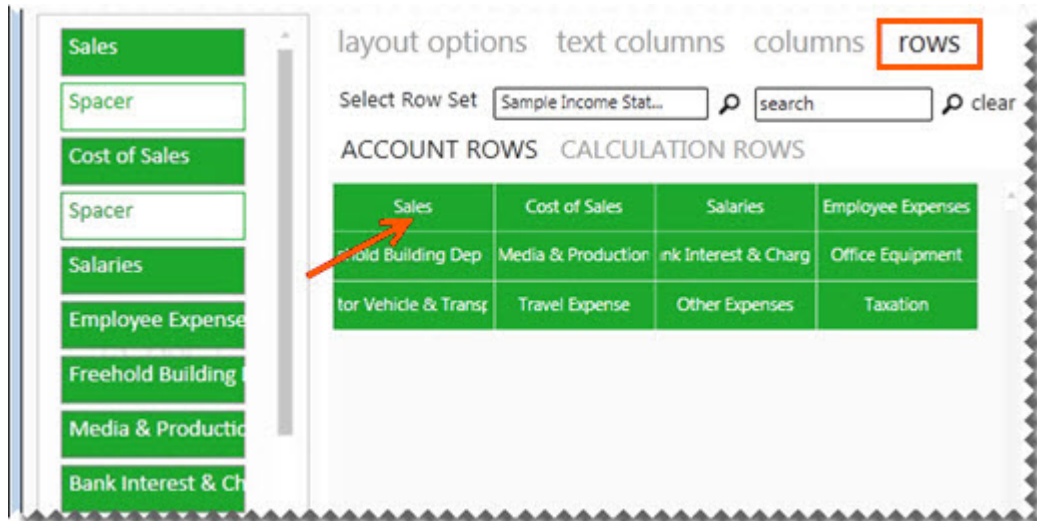 Sales
Spacer
Cost of Sales
Spacer
Salaries
Employee Expense
Freehold Building
Media & Productio
Bank Interest & Ch
layout options text columns columns rows
Select Row Set Sample Income Stat... search clear
ACCOUNT ROWS CALCULATION ROWS
Sales Cost of Sales Salaries Employee Expenses
hold Building Dep Media & Production nk Interest & Charg Office Equipment
tor Vehicle & Transp Travel Expense Other Expenses Taxation